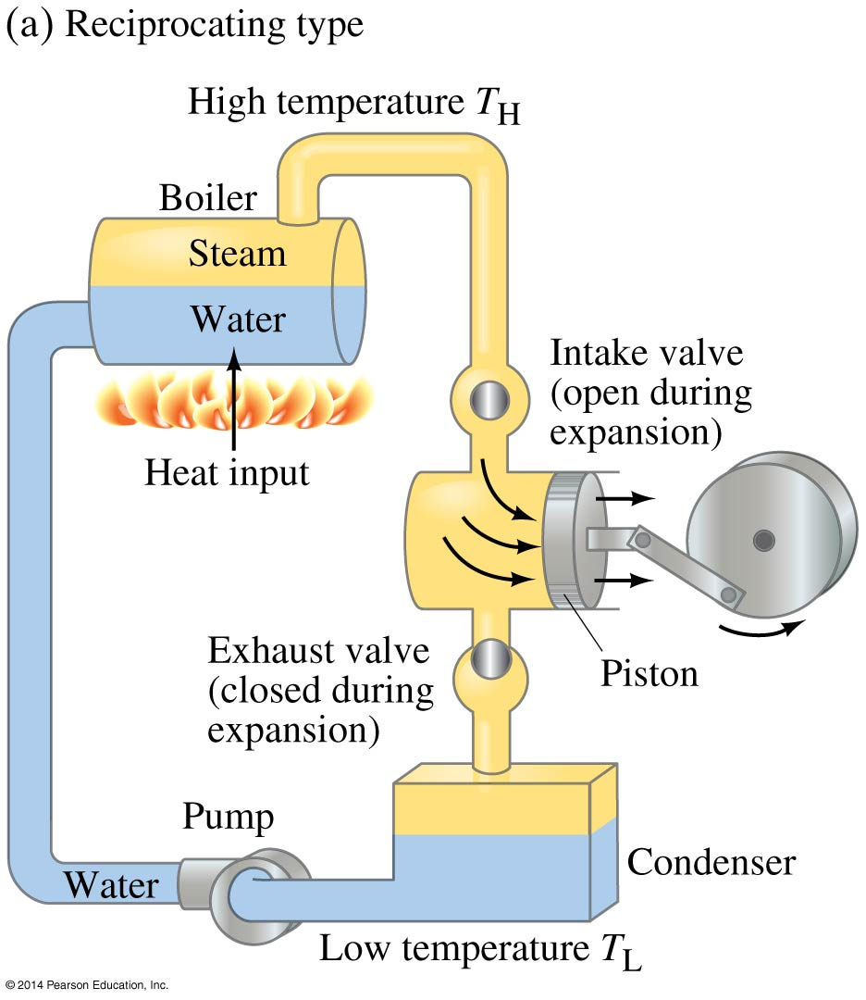 (a) Reciprocating type
High temperature T_H
Boiler
Steam
Water
Heat input
Intake valve
(open during
expansion)
Exhaust valve
(closed during
expansion)
Piston
Pump
Water
Condenser
Low temperature T_L
© 2014 Pearson Education, Inc.